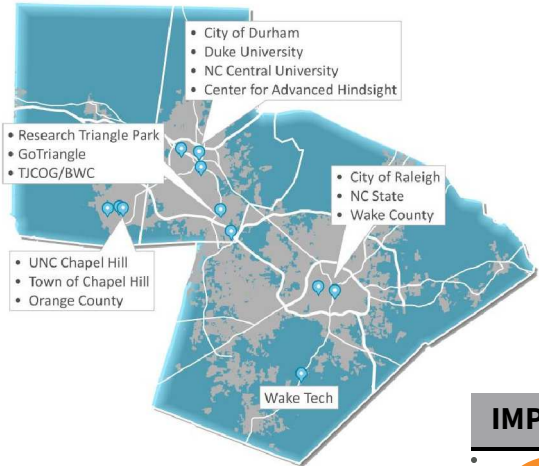 • City of Durham
• Duke University
• NC Central University
• Center for Advanced Hindsight
• Research Triangle Park
• GoTriangle
• TJCOG/BWC
• City of Raleigh
• NC State
• Wake County
• UNC Chapel Hill
• Town of Chapel Hill
• Orange County
Wake Tech
IMP